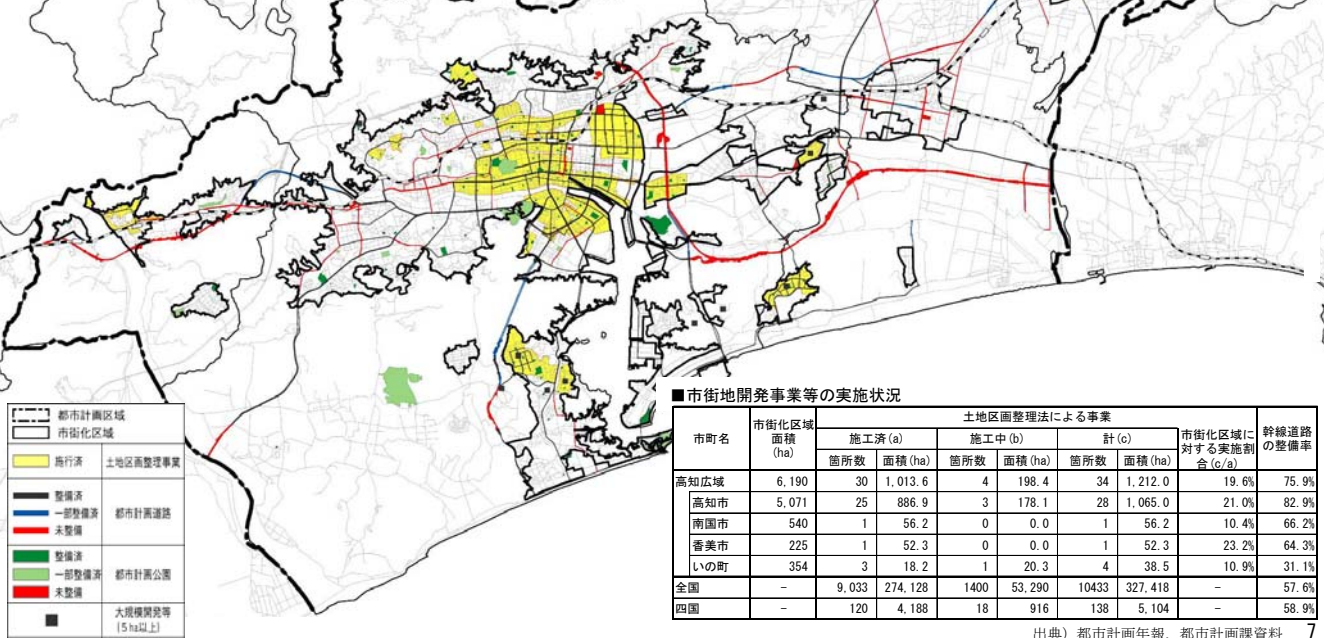 都市計画区域
市街化区域
施行済 土地区画整理事業
整備済
一部整備済 都市計画道路
未整備
整備済
一部整備済 都市計画公園
未整備
大規模開発等
(5ha以上)
■市街地開発事業等の実施状況
市町名 市街化区域面積(ha) 土地区画整理法による事業 幹線道路の整備率
施工済(a) 施工中(b) 計(c) 市街化区域に対する実施割合(c/a)
箇所数 面積(ha) 箇所数 面積(ha) 箇所数 面積(ha)
高知広域 6,190 30 1,013.6 4 198.4 34 1,212.0 19.6% 75.9%
高知市 5,071 25 886.9 3 178.1 28 1,065.0 21.0% 82.9%
南国市 540 1 56.2 0 0.0 1 56.2 10.4% 66.2%
香美市 225 1 52.3 0 0.0 1 52.3 23.2% 64.3%
いの町 354 3 18.2 1 20.3 4 38.5 10.9% 31.1%
全国 - 9,033 274,128 1400 53,290 10433 327,418 - 57.6%
四国 - 120 4,188 18 916 138 5,104 - 58.9%
出典）都市計画年報，都市計画課資料 7